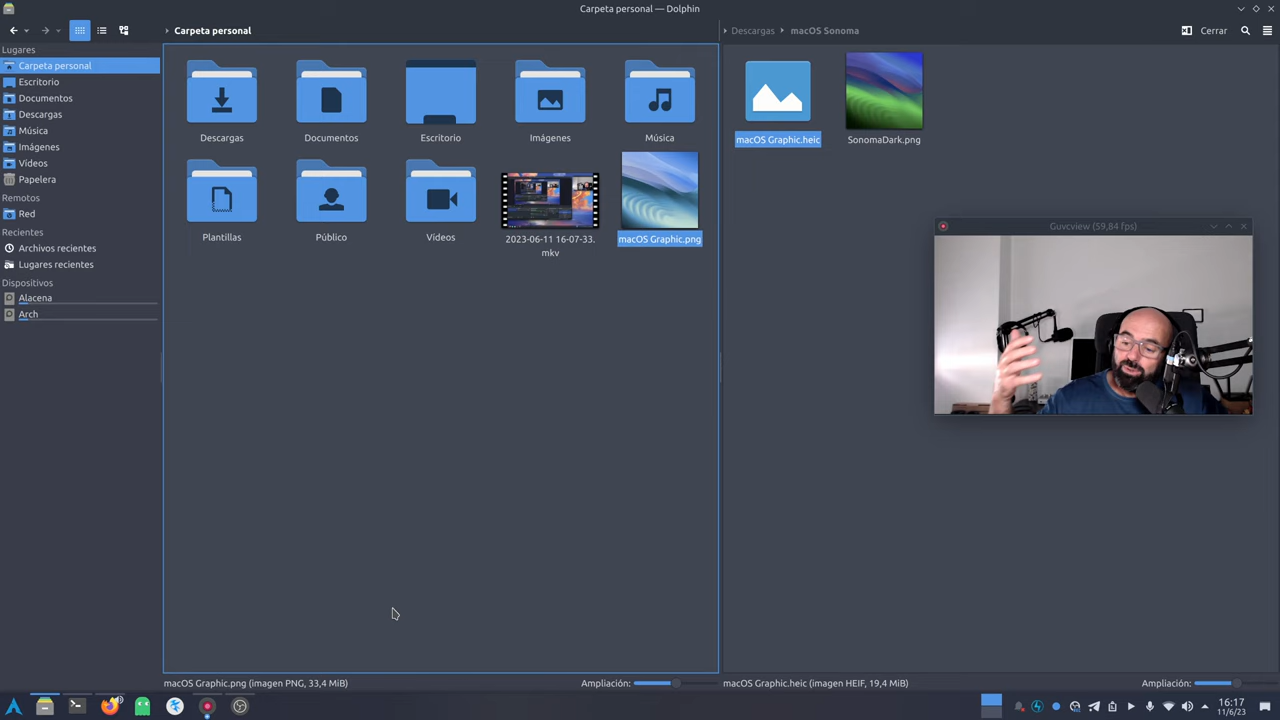 Carpeta personal — Dolphin
Carpeta personal
Descargas
macOS Sonoma
Cerrar
Lugares
Carpeta personal
Escritorio
Documentos
Descargas
Música
Imágenes
Vídeos
Papelera
Remotos
Red
Recientes
Archivos recientes
Lugares recientes
Dispositivos
Alacena
Arch
Descargas
Documentos
Escritorio
Imágenes
Música
Plantillas
Público
Vídeos
2023-06-11 16-07-33.
mkv
macOS Graphic.png
macOS Graphic.heic
SonomaDark.png
Guvcview (59,84 fps)
macOS Graphic.png (imagen PNG, 33,4 MiB)
Ampliación:
macOS Graphic.heic (imagen HEIF, 19,4 MiB)
Ampliación:
16:17
11/6/23